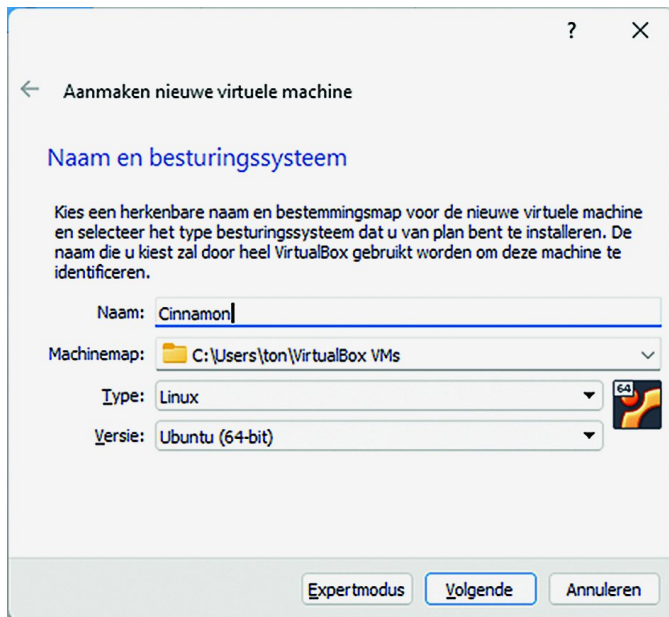 ?
Aanmaken nieuwe virtuele machine
Naam en besturingssysteem
Kies een herkenbare naam en bestemmingsmap voor de nieuwe virtuele machine
en selecteer het type besturingssysteem dat u van plan bent te installeren. De
naam die u kiest zal door heel VirtualBox gebruikt worden om deze machine te
identificeren.
Naam: Cinnamon
Machinemap: C:\Users\ton\VirtualBox VMs
Type: Linux
64
Versie: Ubuntu (64-bit)
Expertmodus Volgende Annuleren